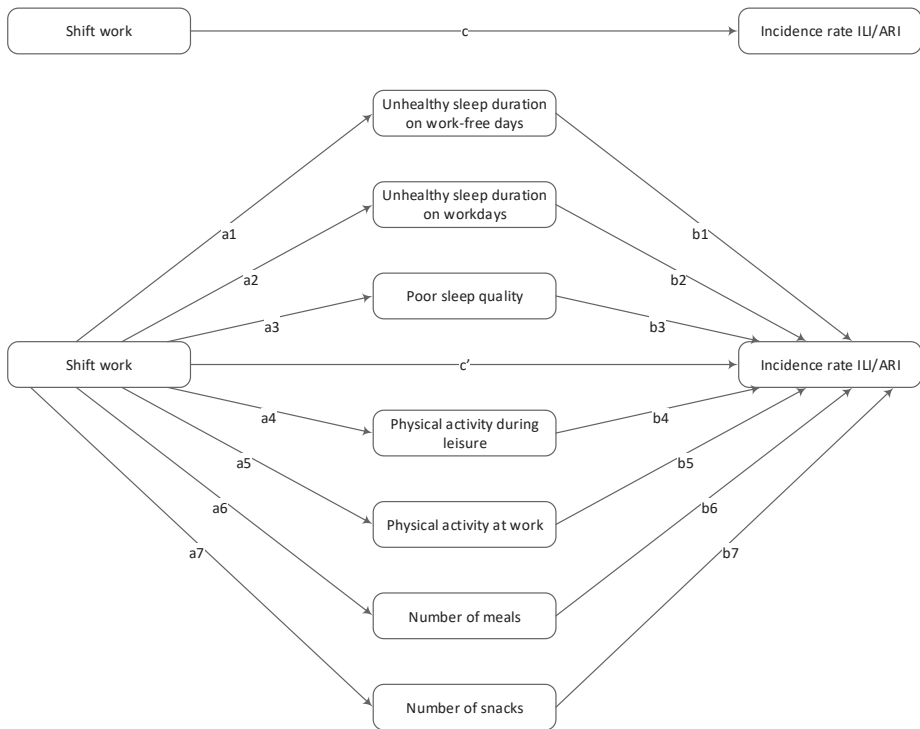 Shift work
c
Incidence rate ILI/ARI
Unhealthy sleep duration
on work-free days
a1
b1
Unhealthy sleep duration
on workdays
a2
b2
Poor sleep quality
a3
b3
Shift work
c’
Incidence rate ILI/ARI
a4
Physical activity during
leisure
b4
a5
b5
Physical activity at work
a6
b6
a7
b7
Number of meals
Number of snacks